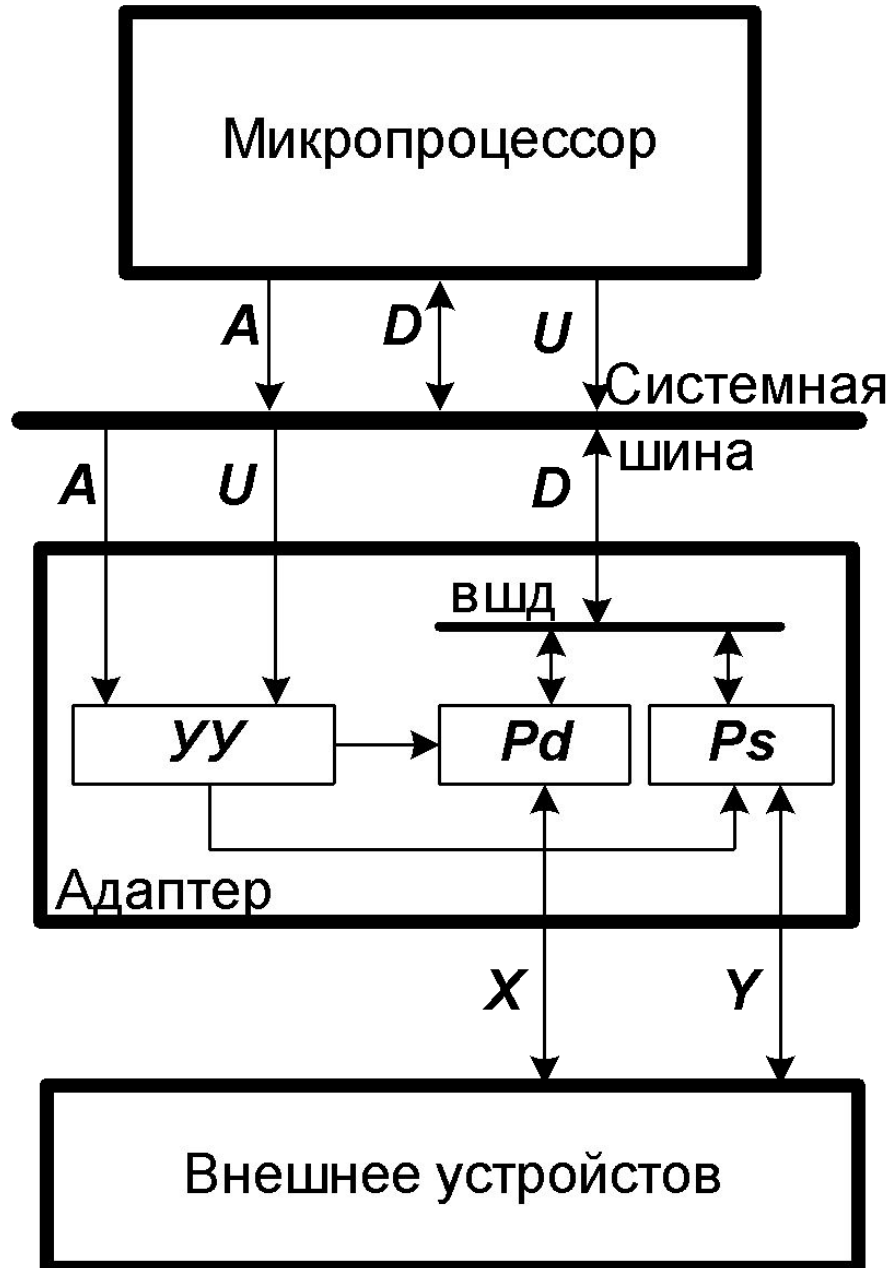 Микропроцессор
A
D
U
Системная
шина
A
U
D
вшд
УУ
Pd
Ps
Адаптер
X
Y
Внешнее устройстов